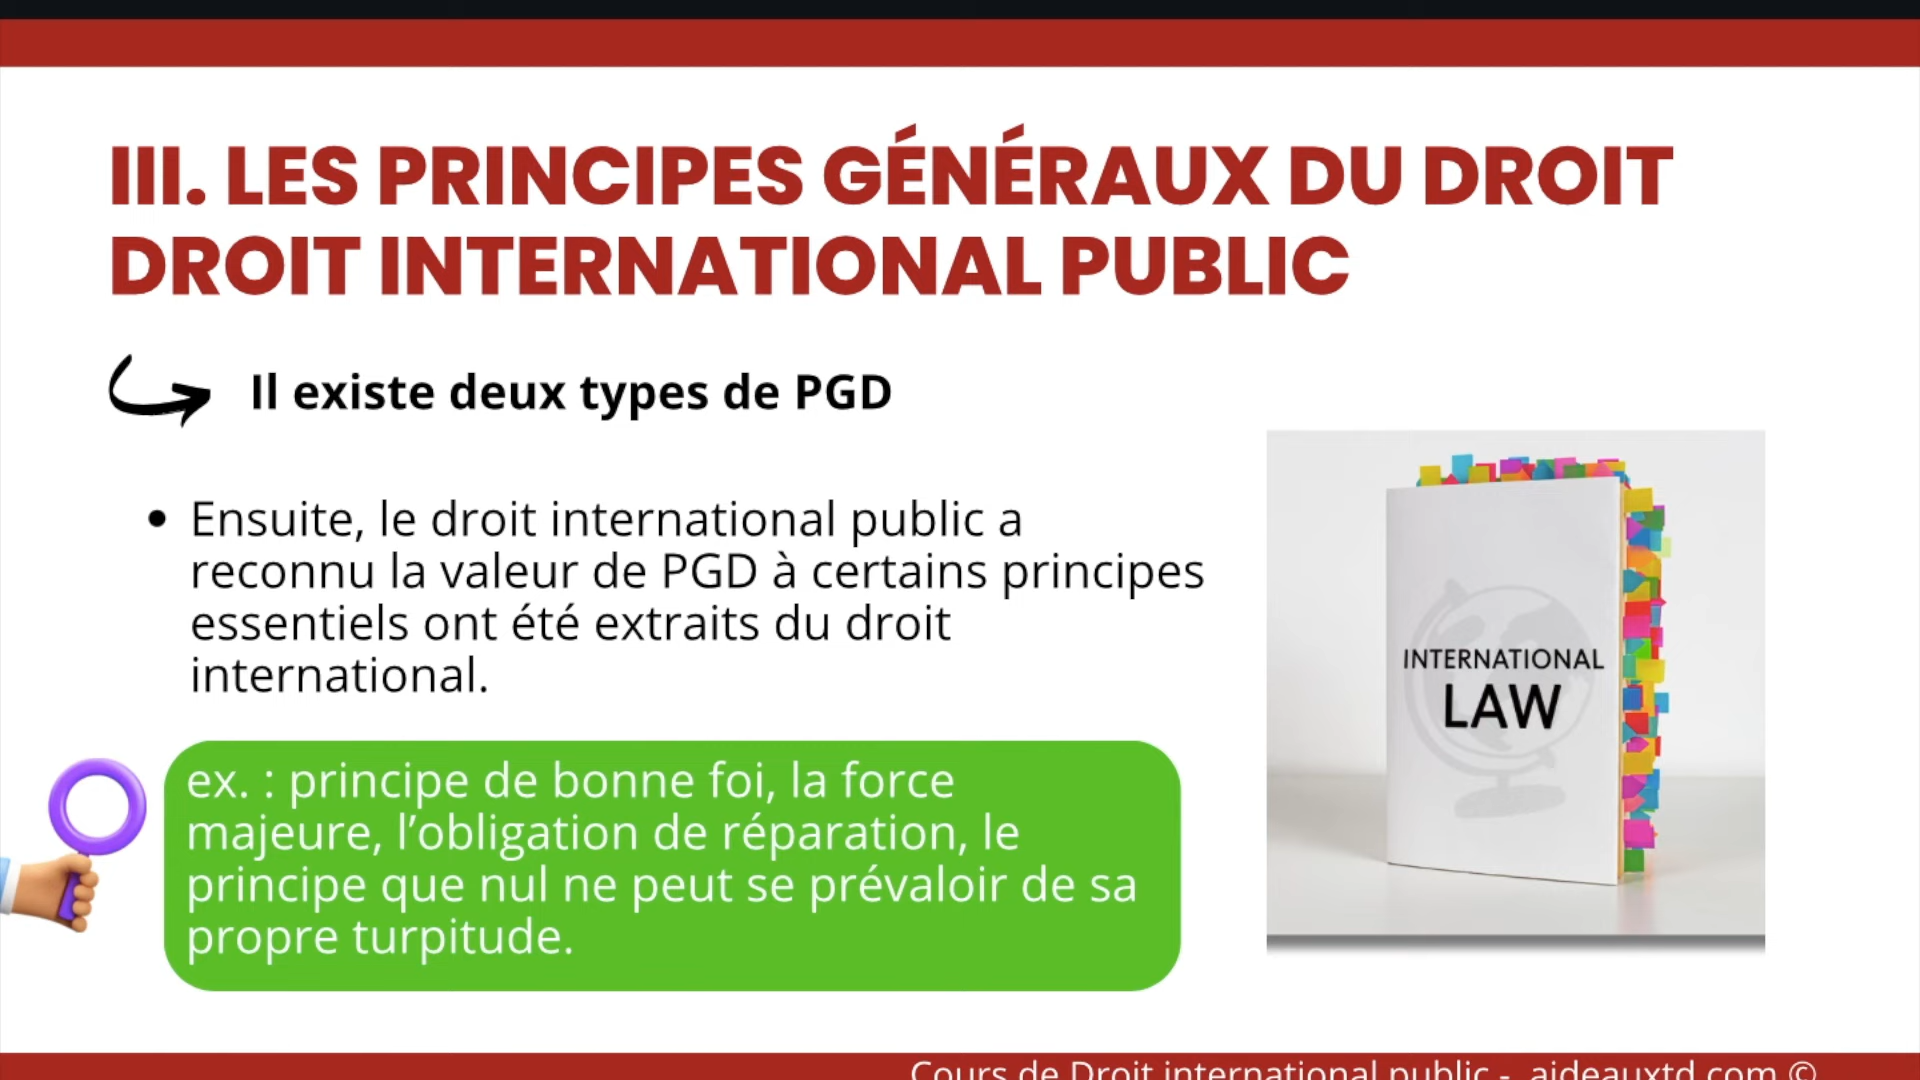 III. LES PRINCIPES GÉNÉRAUX DU DROIT
DROIT INTERNATIONAL PUBLIC
Il existe deux types de PGD
• Ensuite, le droit international public a
reconnu la valeur de PGD à certains principes
essentiels ont été extraits du droit
international.
INTERNATIONAL
LAW
ex. : principe de bonne foi, la force
majeure, l’obligation de réparation, le
principe que nul ne peut se prévaloir de sa
propre turpitude.
Cours de Droit international public - aideauxtd.com ©